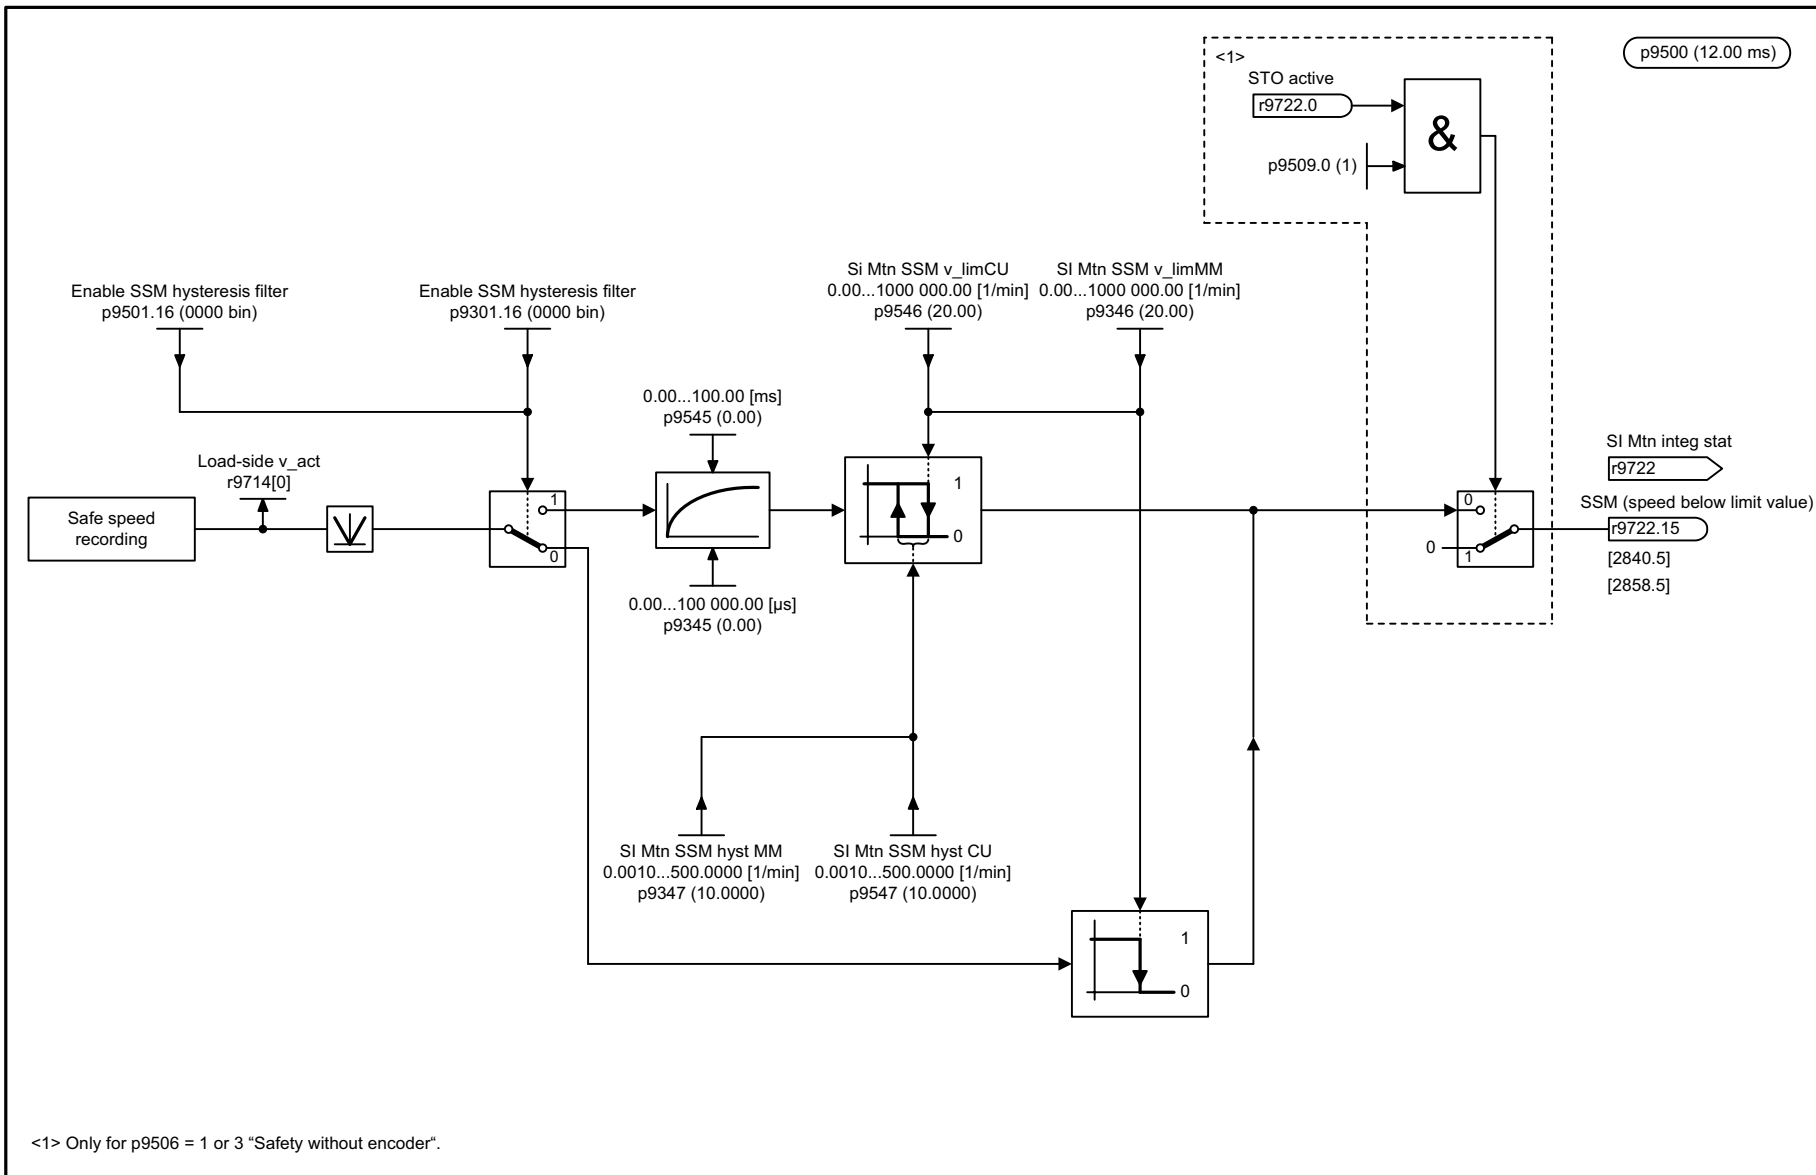 <1>
p9500 (12.00 ms)
STO active
r9722.0
&
p9509.0 (1)
Enable SSM hysteresis filter
p9501.16 (0000 bin)
Enable SSM hysteresis filter
p9301.16 (0000 bin)
Si Mtn SSM v_limCU
0.00...1000 000.00 [1/min]
p9546 (20.00)
SI Mtn SSM v_limMM
0.00...1000 000.00 [1/min]
p9346 (20.00)
0.00...100.00 [ms]
p9545 (0.00)
Load-side v_act
r9714[0]
Safe speed
recording
1
0
0.00...100 000.00 [µs]
p9345 (0.00)
1
0
0
0
1
SI Mtn integ stat
r9722
SSM (speed below limit value)
r9722.15
[2840.5]
[2858.5]
SI Mtn SSM hyst MM
0.0010...500.0000 [1/min]
p9347 (10.0000)
SI Mtn SSM hyst CU
0.0010...500.0000 [1/min]
p9547 (10.0000)
1
0
<1> Only for p9506 = 1 or 3 “Safety without encoder“.